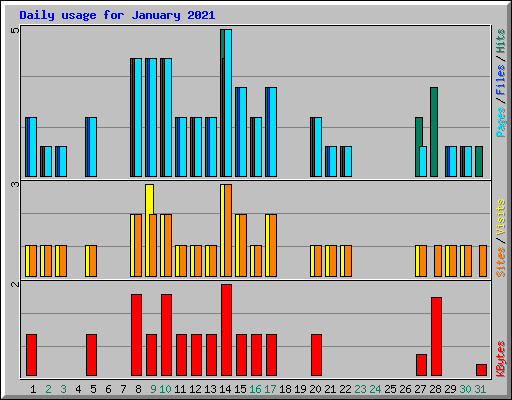 Daily usage for January 2021
5
3
2
Pages/Files/Hits
Sites/Visits
KBytes
1 2 3 4 5 6 7 8 9 10 11 12 13 14 15 16 17 18 19 20 21 22 23 24 25 26 27 28 29 30 31